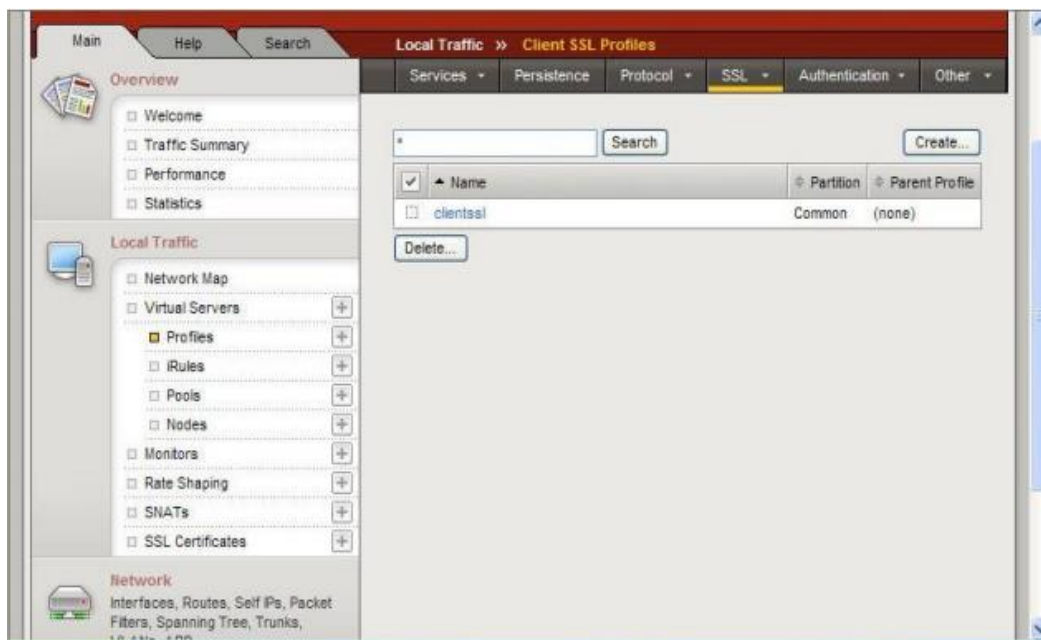 Main Help Search
Local Traffic » Client SSL Profiles
Services Persistence Protocol SSL Authentication Other
Overview
Welcome
Traffic Summary
Performance
Statistics
* Search Create...
Name Partition Parent Profile
clientssl Common (none)
Delete...
Local Traffic
Network Map
Virtual Servers
Profiles
iRules
Pools
Nodes
Monitors
Rate Shaping
SNATs
SSL Certificates
Network
Interfaces, Routes, Self IPs, Packet
Filters, Spanning Tree, Trunks,